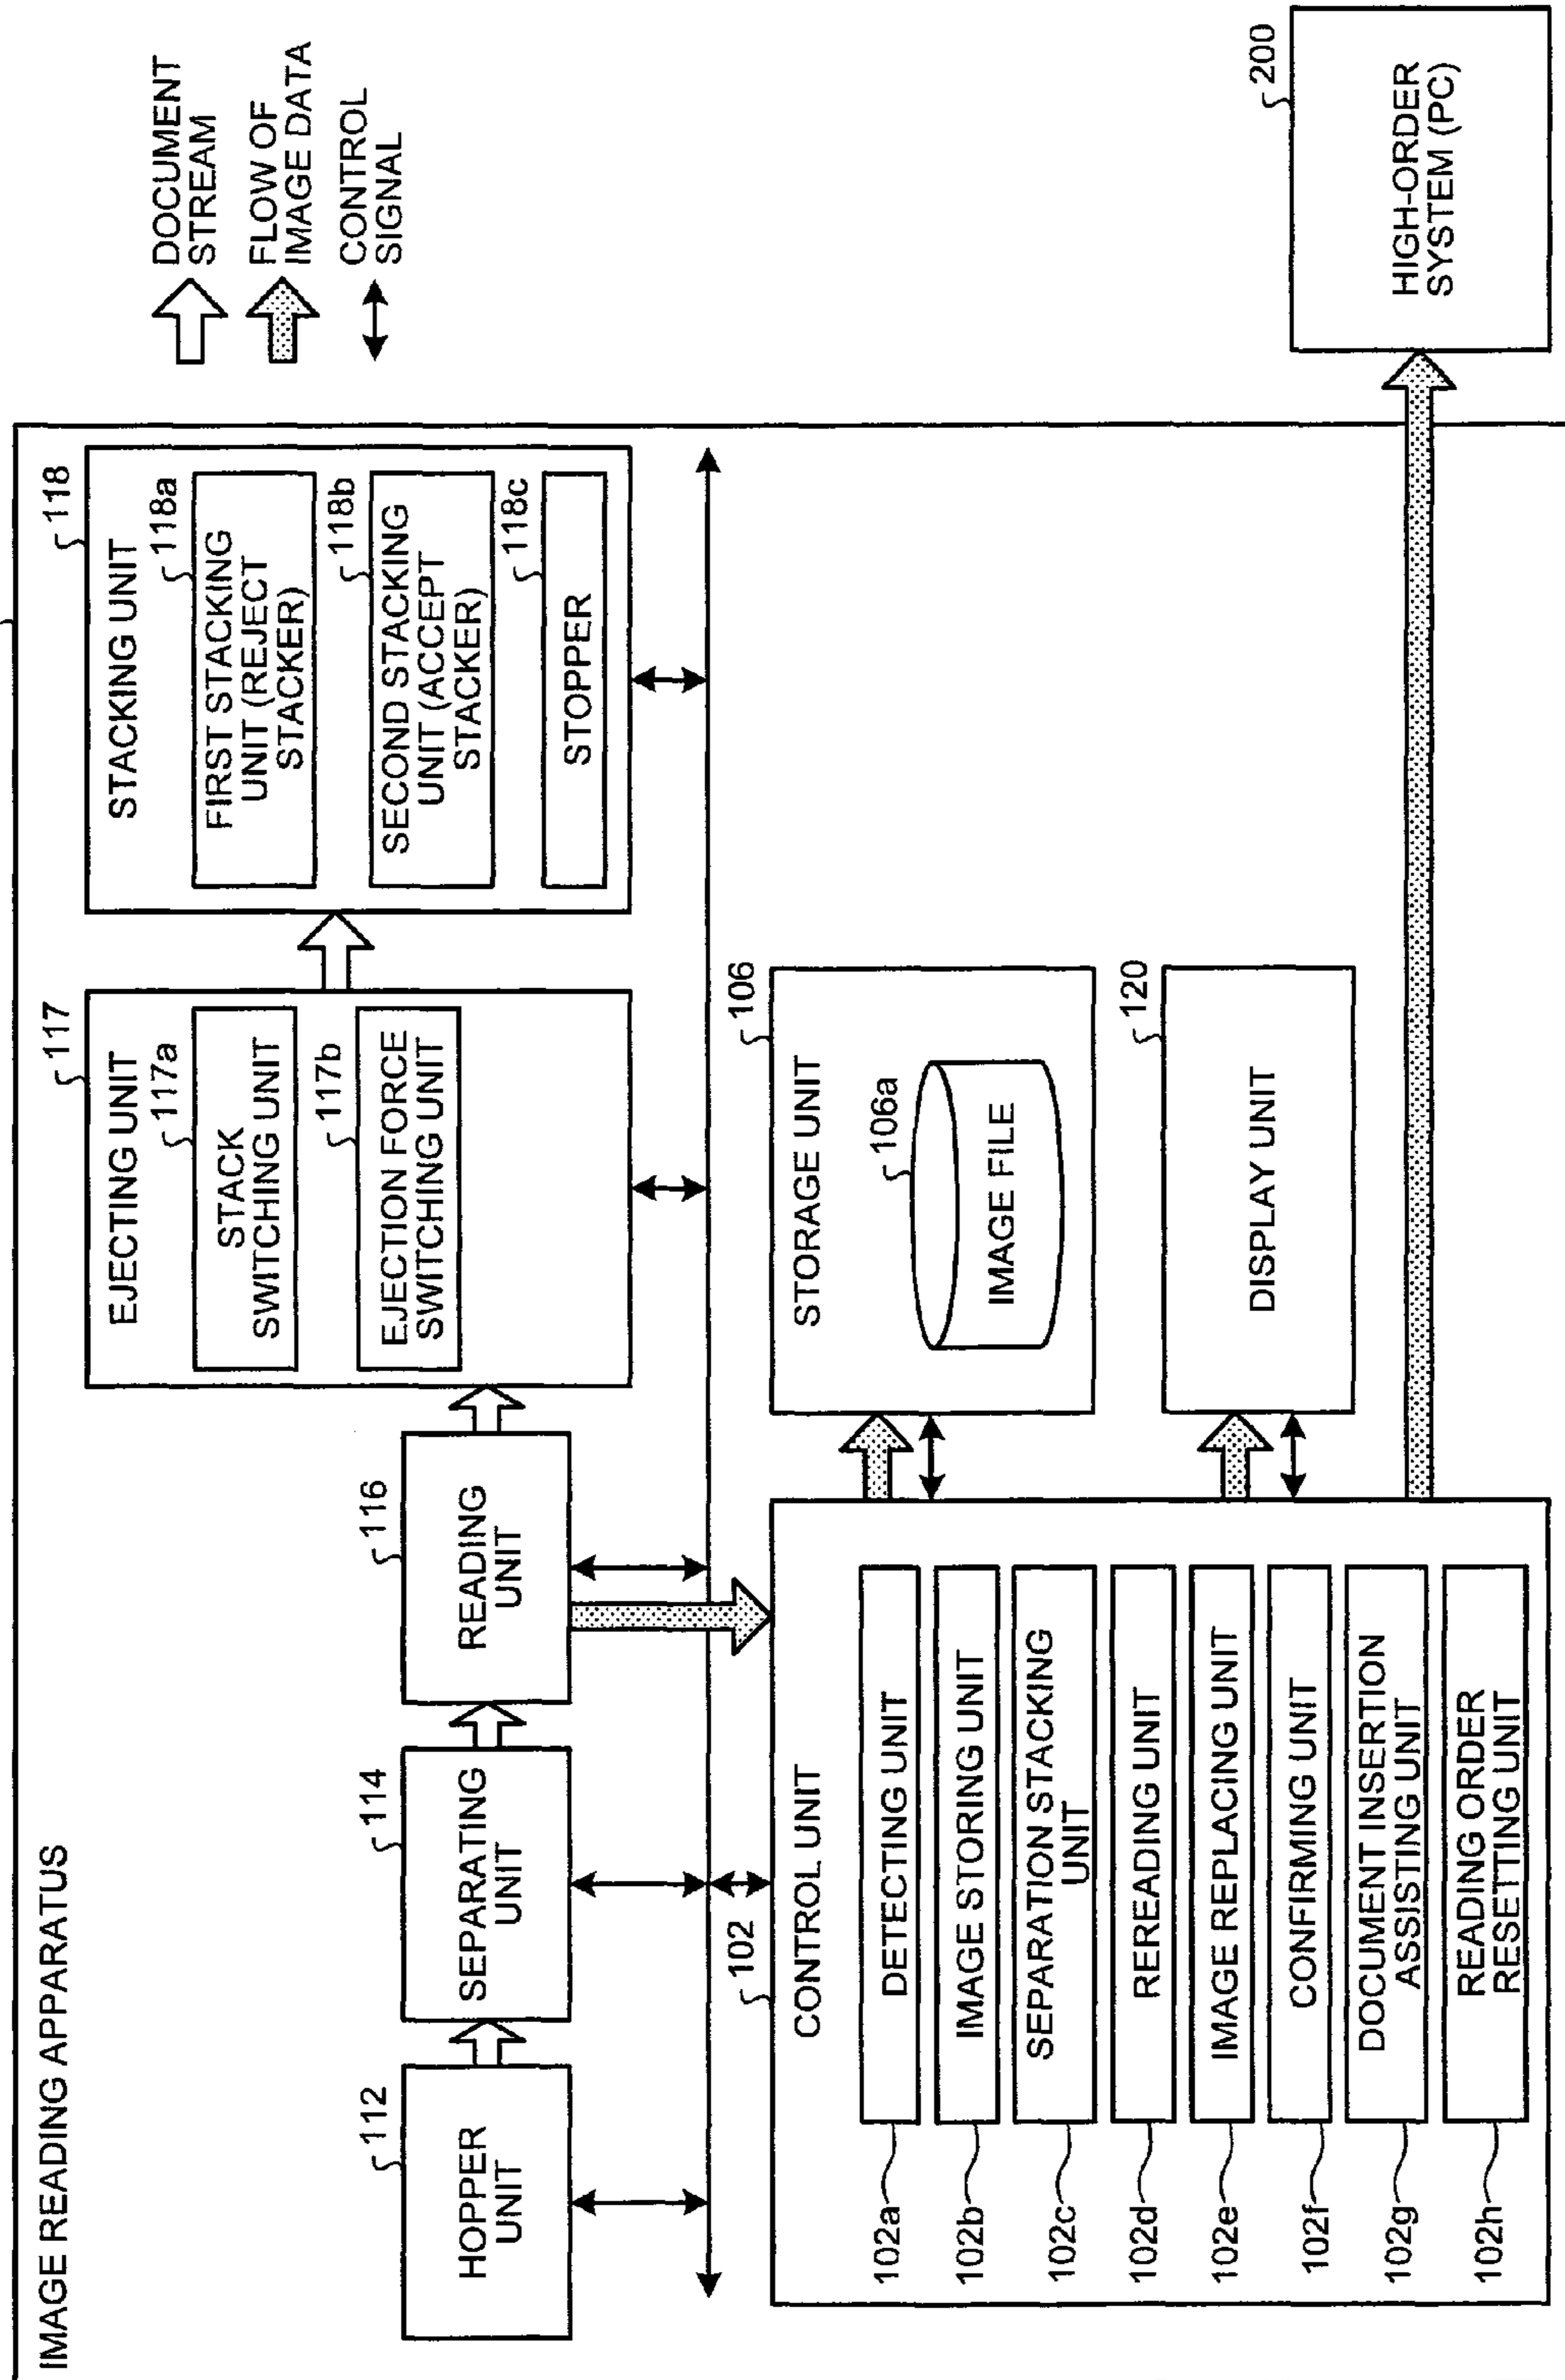 IMAGE READING APPARATUS
112
HOPPER
UNIT
114
SEPARATING
UNIT
116
READING
UNIT
117
EJECTING UNIT
117a
STACK
SWITCHING UNIT
117b
EJECTION FORCE
SWITCHING UNIT
118
STACKING UNIT
118a
FIRST STACKING
UNIT (REJECT
STACKER)
118b
SECOND STACKING
UNIT (ACCEPT
STACKER)
118c
STOPPER
DOCUMENT
STREAM
FLOW OF
IMAGE DATA
CONTROL
SIGNAL
102
CONTROL UNIT
102a
DETECTING UNIT
102b
IMAGE STORING UNIT
102c
SEPARATION STACKING
UNIT
102d
REREADING UNIT
102e
IMAGE REPLACING UNIT
102f
CONFIRMING UNIT
102g
DOCUMENT INSERTION
ASSISTING UNIT
102h
READING ORDER
RESETTING UNIT
106
STORAGE UNIT
106a
IMAGE FILE
120
DISPLAY UNIT
200
HIGH-ORDER
SYSTEM (PC)